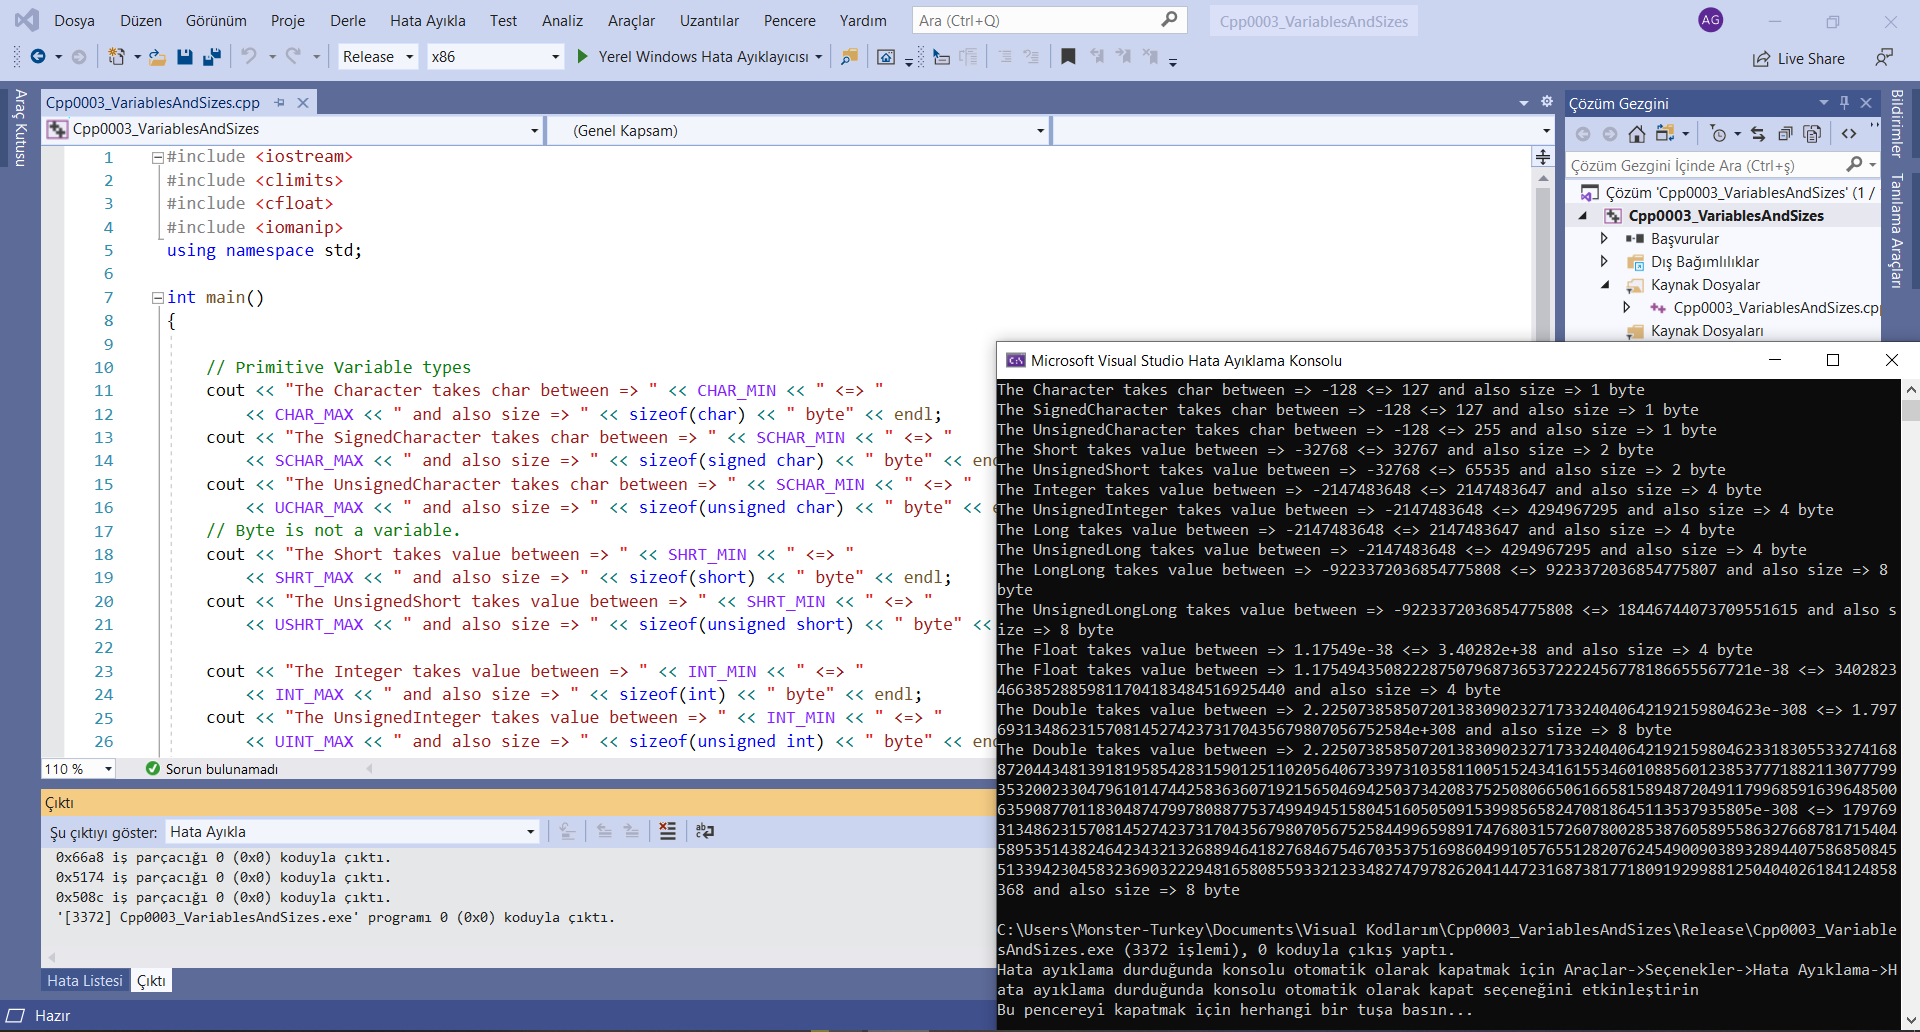 Dosya Düzen Görünüm Proje Derle Hata Ayıkla Test Analiz Araçlar Uzantılar Pencere Yardım Ara (Ctrl+Q) Cpp0003_VariablesAndSizes AG
Release x86 Yerel Windows Hata Ayıklayıcısı Live Share
Araç Kutusu
Cpp0003_VariablesAndSizes.cpp
Cpp0003_VariablesAndSizes (Genel Kapsam)
1 #include <iostream>
2 #include <climits>
3 #include <cfloat>
4 #include <iomanip>
5 using namespace std;
6
7 int main()
8 {
9
10 // Primitive Variable types
11 cout << "The Character takes char between => " << CHAR_MIN << " <=> "
12 << CHAR_MAX << " and also size => " << sizeof(char) << " byte" << endl;
13 cout << "The SignedCharacter takes char between => " << SCHAR_MIN << " <=> "
14 << SCHAR_MAX << " and also size => " << sizeof(signed char) << " byte" << en
15 cout << "The UnsignedCharacter takes char between => " << SCHAR_MIN << " <=> "
16 << UCHAR_MAX << " and also size => " << sizeof(unsigned char) << " byte" <<
17 // Byte is not a variable.
18 cout << "The Short takes value between => " << SHRT_MIN << " <=> "
19 << SHRT_MAX << " and also size => " << sizeof(short) << " byte" << endl;
20 cout << "The UnsignedShort takes value between => " << SHRT_MIN << " <=> "
21 << USHRT_MAX << " and also size => " << sizeof(unsigned short) << " byte" <<
22
23 cout << "The Integer takes value between => " << INT_MIN << " <=> "
24 << INT_MAX << " and also size => " << sizeof(int) << " byte" << endl;
25 cout << "The UnsignedInteger takes value between => " << INT_MIN << " <=> "
26 << UINT_MAX << " and also size => " << sizeof(unsigned int) << " byte" << en
110 % Sorun bulunamadı
Çıktı
Şu çıktıyı göster: Hata Ayıkla
0x66a8 iş parçacığı 0 (0x0) koduyla çıktı.
0x5174 iş parçacığı 0 (0x0) koduyla çıktı.
0x508c iş parçacığı 0 (0x0) koduyla çıktı.
'[3372] Cpp0003_VariablesAndSizes.exe' programı 0 (0x0) koduyla çıktı.
Hata Listesi Çıktı
Hazır
Çözüm Gezgini
Çözüm Gezgini İçinde Ara (Ctrl+ş)
Çözüm 'Cpp0003_VariablesAndSizes' (1 /
Cpp0003_VariablesAndSizes
Başvurular
Dış Bağımlılıklar
Kaynak Dosyalar
Cpp0003_VariablesAndSizes.cp
Kaynak Dosyaları
Bildirimler
Tanılama Araçları
Microsoft Visual Studio Hata Ayıklama Konsolu
The Character takes char between => -128 <=> 127 and also size => 1 byte
The SignedCharacter takes char between => -128 <=> 127 and also size => 1 byte
The UnsignedCharacter takes char between => -128 <=> 255 and also size => 1 byte
The Short takes value between => -32768 <=> 32767 and also size => 2 byte
The UnsignedShort takes value between => -32768 <=> 65535 and also size => 2 byte
The Integer takes value between => -2147483648 <=> 2147483647 and also size => 4 byte
The UnsignedInteger takes value between => -2147483648 <=> 4294967295 and also size => 4 byte
The Long takes value between => -2147483648 <=> 2147483647 and also size => 4 byte
The UnsignedLong takes value between => -2147483648 <=> 4294967295 and also size => 4 byte
The LongLong takes value between => -9223372036854775808 <=> 9223372036854775807 and also size => 8
byte
The UnsignedLongLong takes value between => -9223372036854775808 <=> 18446744073709551615 and also s
ize => 8 byte
The Float takes value between => 1.17549e-38 <=> 3.40282e+38 and also size => 4 byte
The Float takes value between => 1.175494350822287507968736537222245677818665556772​1e-38 <=> 3402823
46638528859811704183484516925440 and also size => 4 byte
The Double takes value between => 2.2250738585072013830902327173324040642192159804623e-308 <=> 1.797
6931348623157081452742373170435679807056752584e+308 and also size => 8 byte
The Double takes value between => 2.2250738585072013830902327173324040642192159804623318305533274168
8720443481391819585428315901251102056406733973103581100515243416155346010885601238537771882113077799
3532002330479610147442583636071921565046942503734208375250806650616658158948720491179968591639648500
6359087701183048747997808877537499494515804516050509153998565824708186451135379358​05e-308 <=> 179769
3134862315708145274237317043567980705675258449965989174768031572607800285387605895586327668781715404
5895351438246423432132688946418276846754670353751698604991057655128207624549009038932894407586850845
5133942304583236903222948165808559332123347747978262041447231687381771809192998812504040261841248​58
368 and also size => 8 byte

C:\Users\Monster-Turkey\Documents\Visual Kodlarım\Cpp0003_VariablesAndSizes\Release\Cpp0003_Variable
sAndSizes.exe (3372 işlemi), 0 koduyla çıkış yaptı.
Hata ayıklama durduğunda konsolu otomatik olarak kapatmak için Araçlar->Seçenekler->Hata Ayıklama->H
ata ayıklama durduğunda konsolu otomatik olarak kapat seçeneğini etkinleştirin
Bu pencereyi kapatmak için herhangi bir tuşa basın...